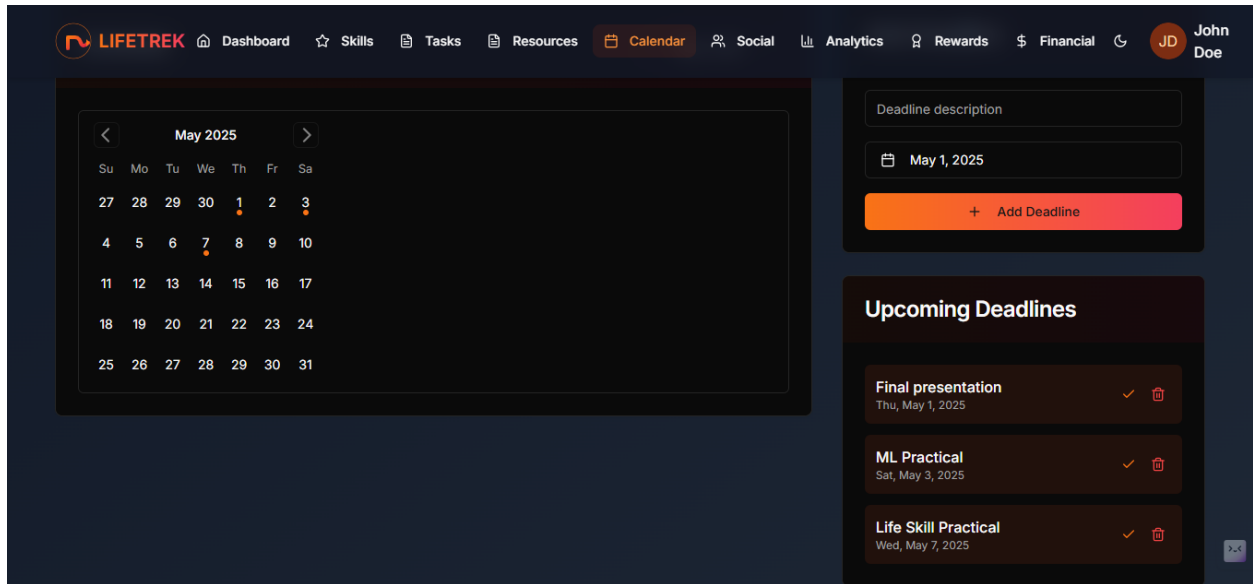 LIFETREK Dashboard Skills Tasks Resources Calendar Social Analytics Rewards Financial JD John Doe
May 2025
Su Mo Tu We Th Fr Sa
27 28 29 30 1 2 3
4 5 6 7 8 9 10
11 12 13 14 15 16 17
18 19 20 21 22 23 24
25 26 27 28 29 30 31
Deadline description
May 1, 2025
+ Add Deadline
Upcoming Deadlines
Final presentation
Thu, May 1, 2025
ML Practical
Sat, May 3, 2025
Life Skill Practical
Wed, May 7, 2025